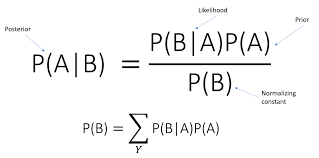 Likelihood
Prior
Posterior
P(A|B) = P(B|A)P(A) / P(B)
Normalizing
constant
P(B) = ∑ P(B|A)P(A)
Y